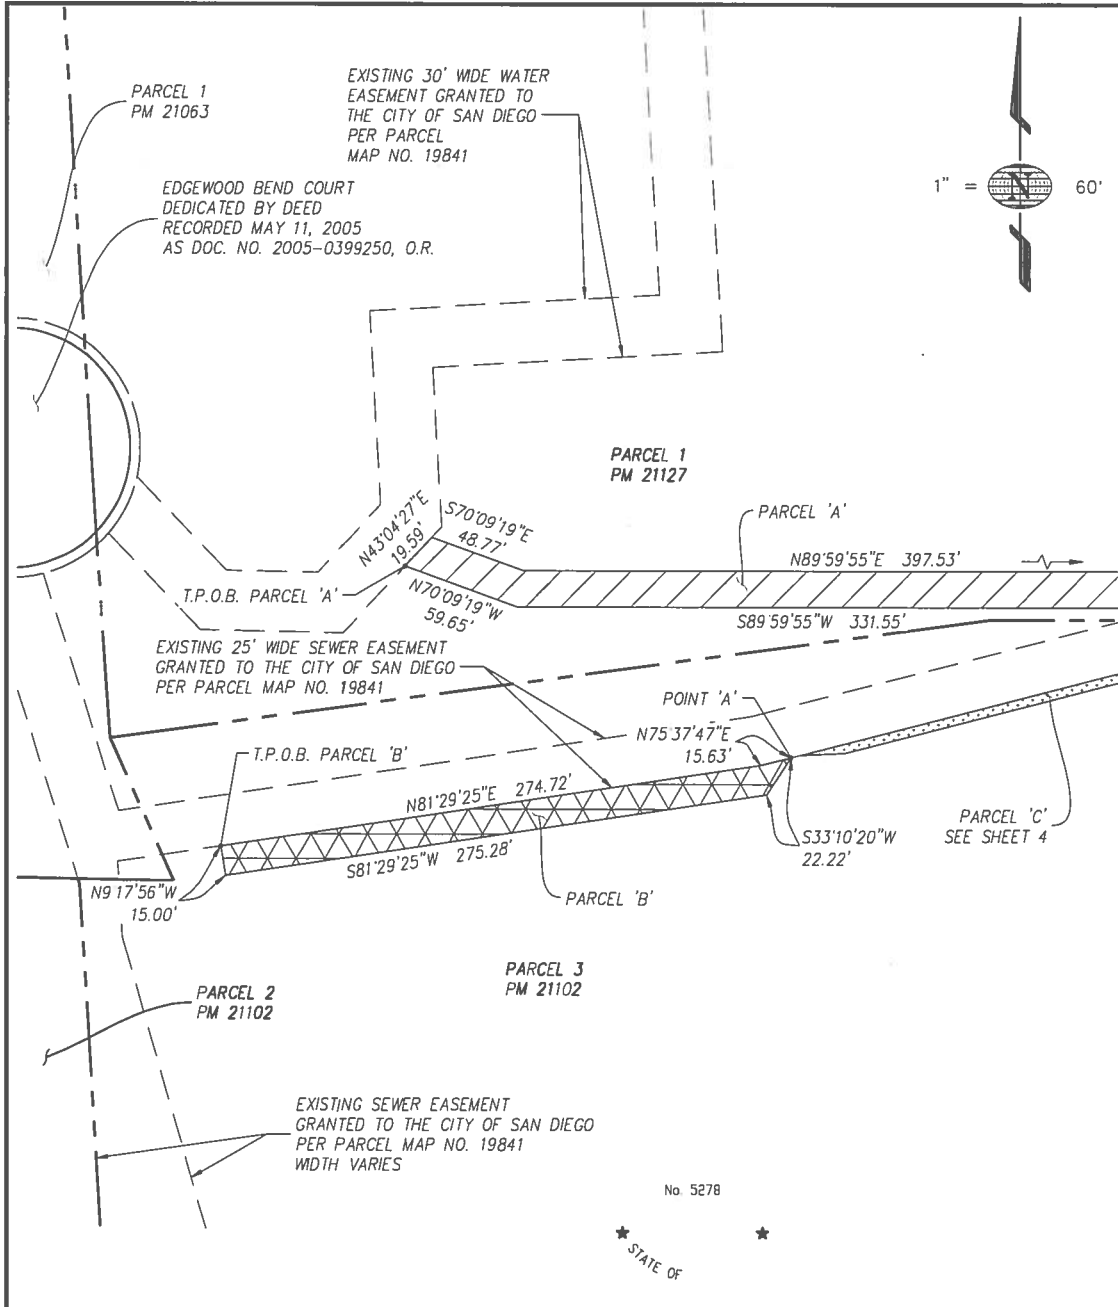 PARCEL 1
PM 21063
EXISTING 30' WIDE WATER
EASEMENT GRANTED TO
THE CITY OF SAN DIEGO
PER PARCEL
MAP NO. 19841
1" = N 60'
EDGEWOOD BEND COURT
DEDICATED BY DEED
RECORDED MAY 11, 2005
AS DOC. NO. 2005-0399250, O.R.
PARCEL 1
PM 21127
PARCEL 'A'
N43°04'27"E
19.59'
S70°09'19"E
48.77'
N89°59'55"E 397.53'
T.P.O.B. PARCEL 'A'
N70°09'19"W
59.65'
S89°59'55"W 331.55'
EXISTING 25' WIDE SEWER EASEMENT
GRANTED TO THE CITY OF SAN DIEGO
PER PARCEL MAP NO. 19841
POINT 'A'
N75°37'47"E
15.63'
T.P.O.B. PARCEL 'B'
N81°29'25"E 274.72'
S81°29'25"W 275.28'
PARCEL 'C'
SEE SHEET 4
S33°10'20"W
22.22'
N9°17'56"W
15.00'
PARCEL 'B'
PARCEL 3
PM 21102
PARCEL 2
PM 21102
EXISTING SEWER EASEMENT
GRANTED TO THE CITY OF SAN DIEGO
PER PARCEL MAP NO. 19841
WIDTH VARIES
No. 5278
STATE OF